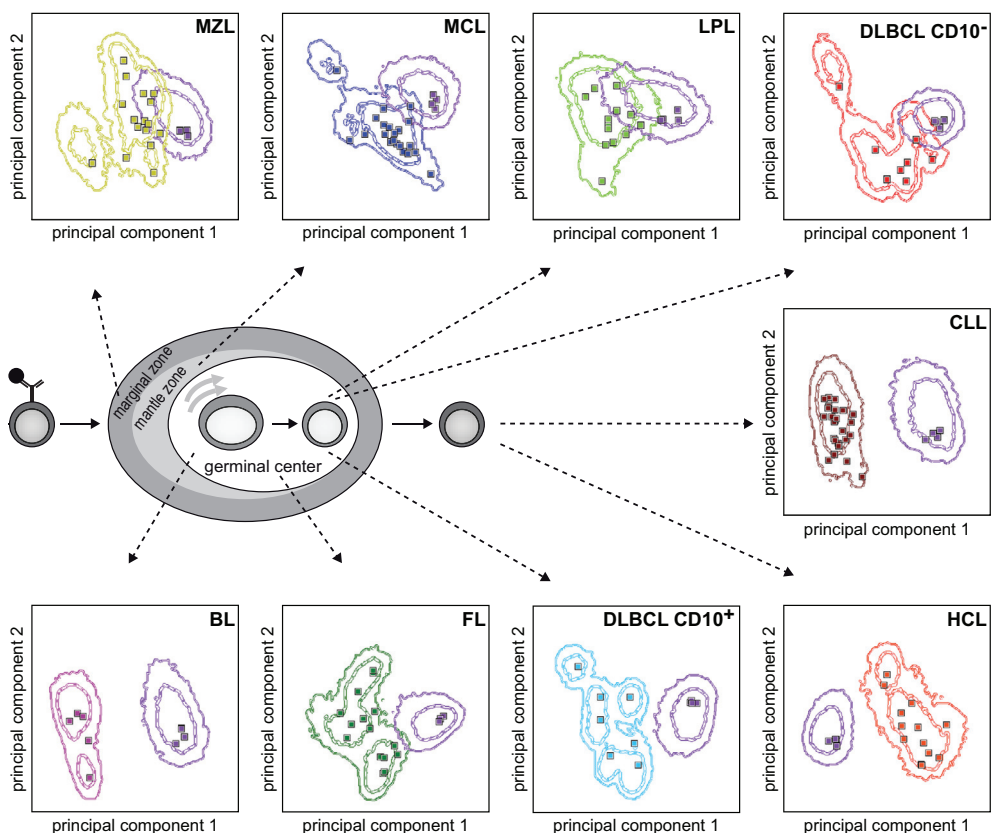 MZL
principal component 2
principal component 1
MCL
principal component 2
principal component 1
LPL
principal component 2
principal component 1
DLBCL CD10⁻
principal component 2
principal component 1
marginal zone
mantle zone
germinal center
CLL
principal component 2
principal component 1
BL
principal component 2
principal component 1
FL
principal component 2
principal component 1
DLBCL CD10⁺
principal component 2
principal component 1
HCL
principal component 2
principal component 1